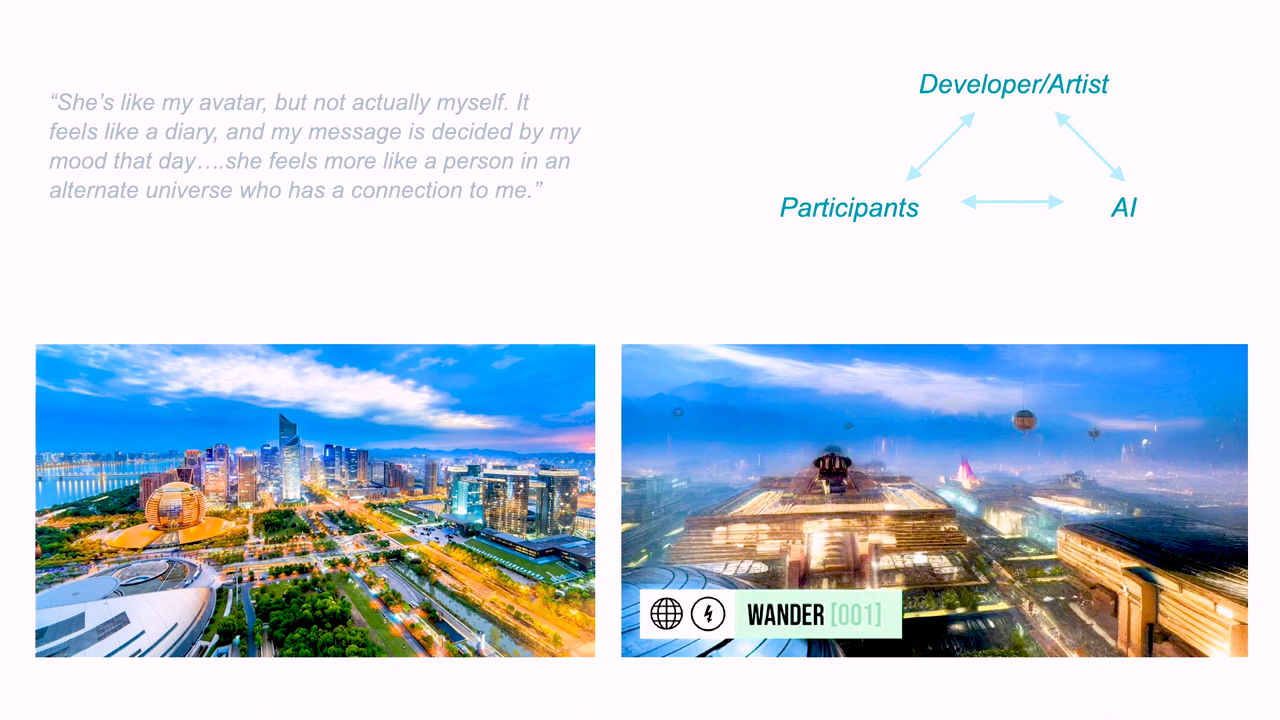 “She’s like my avatar, but not actually myself. It
feels like a diary, and my message is decided by my
mood that day….she feels more like a person in an
alternate universe who has a connection to me.”
Developer/Artist
Participants
AI
WANDER [001]